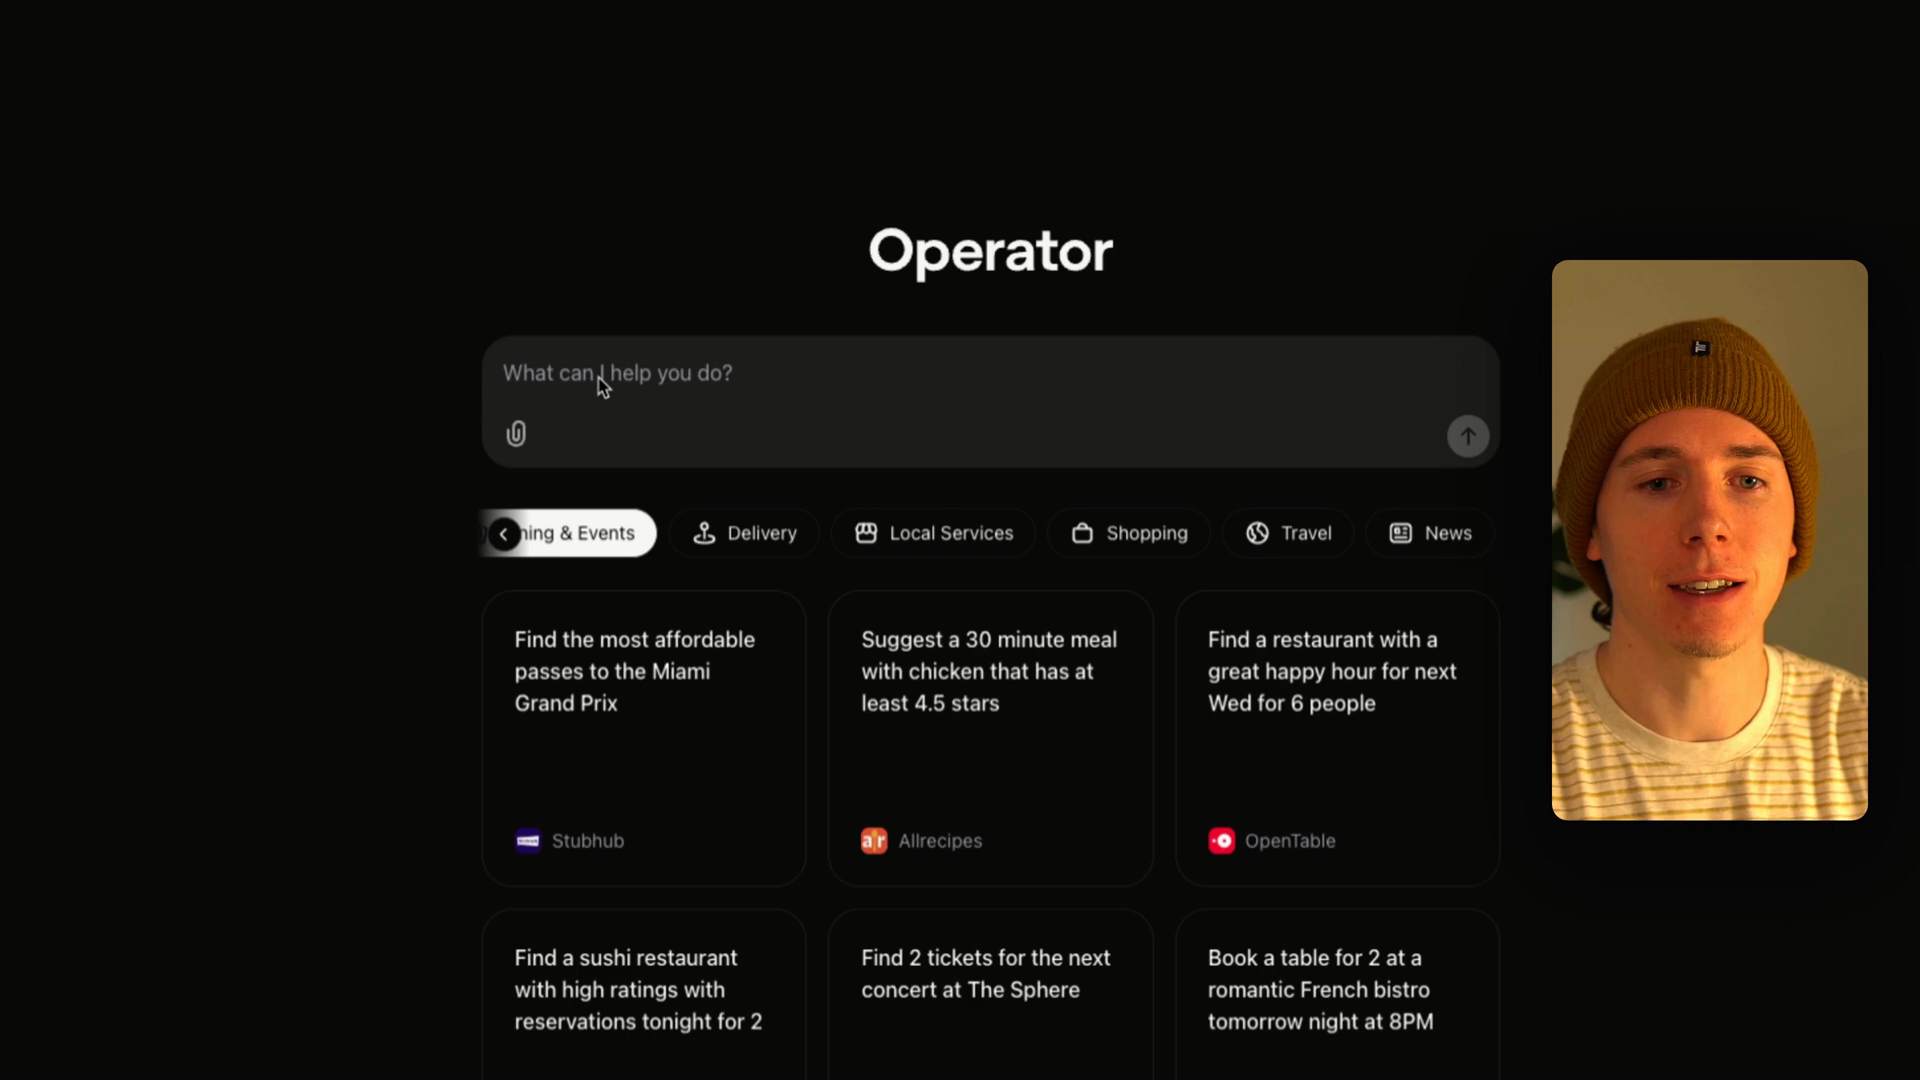 Operator
What can I help you do?
ning & Events
Delivery
Local Services
Shopping
Travel
News
Find the most affordable
passes to the Miami
Grand Prix
Stubhub
Suggest a 30 minute meal
with chicken that has at
least 4.5 stars
ar
Allrecipes
Find a restaurant with a
great happy hour for next
Wed for 6 people
OpenTable
Find a sushi restaurant
with high ratings with
reservations tonight for 2
Find 2 tickets for the next
concert at The Sphere
Book a table for 2 at a
romantic French bistro
tomorrow night at 8PM